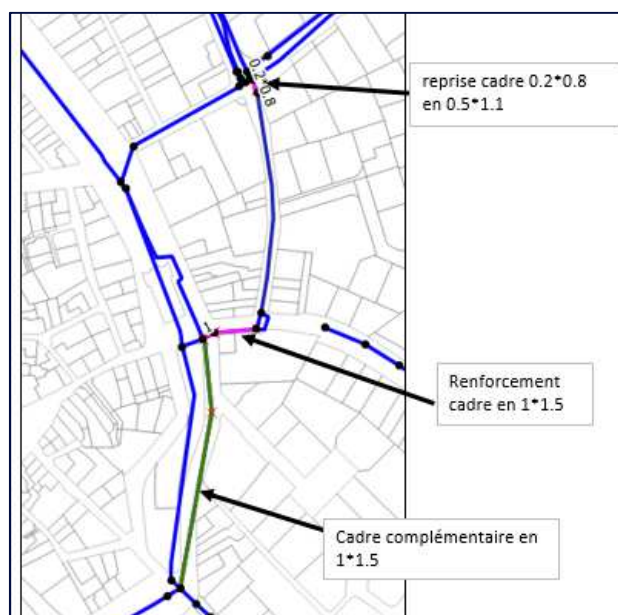 0.2*0.8
reprise cadre 0.2*0.8
en 0.5*1.1
Renforcement
cadre en 1*1.5
Cadre complémentaire en
1*1.5